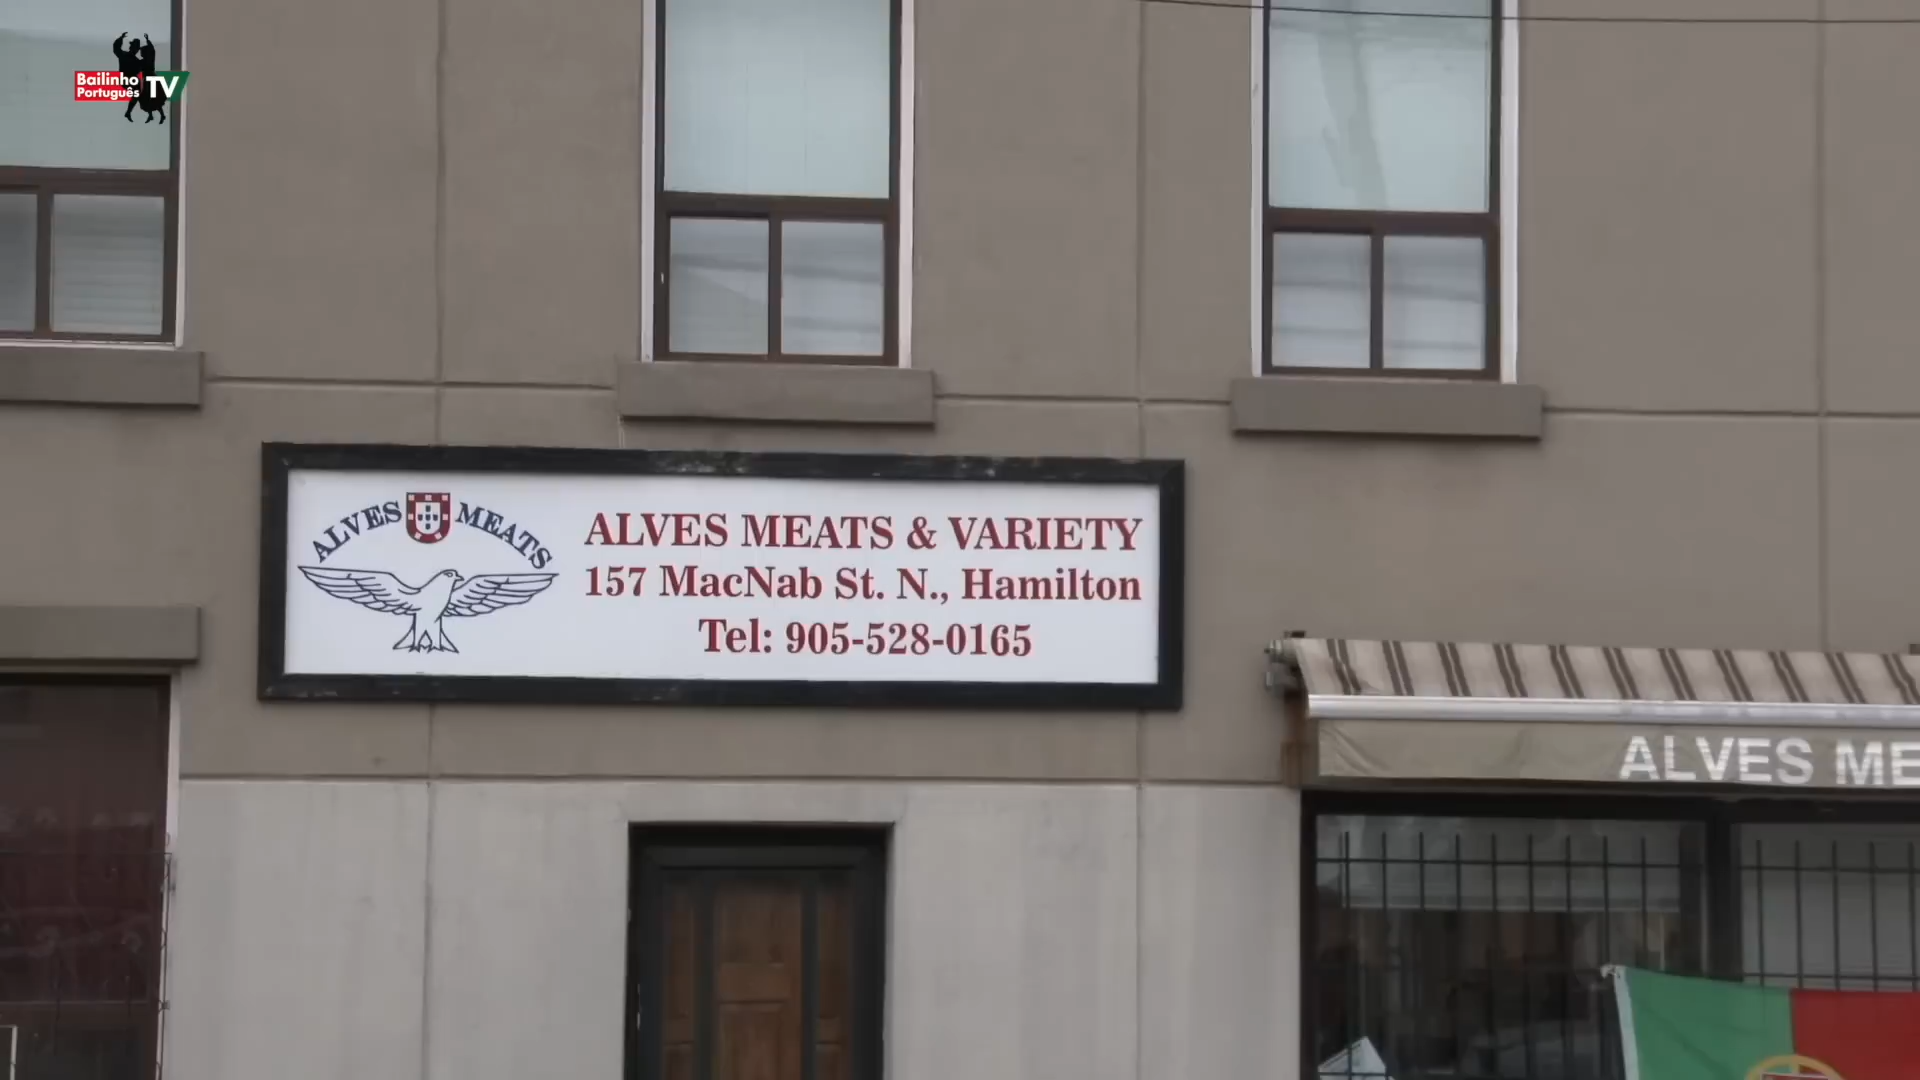 Bailinho
Português TV
ALVES MEATS
ALVES MEATS & VARIETY
157 MacNab St. N., Hamilton
Tel: 905-528-0165
ALVES ME